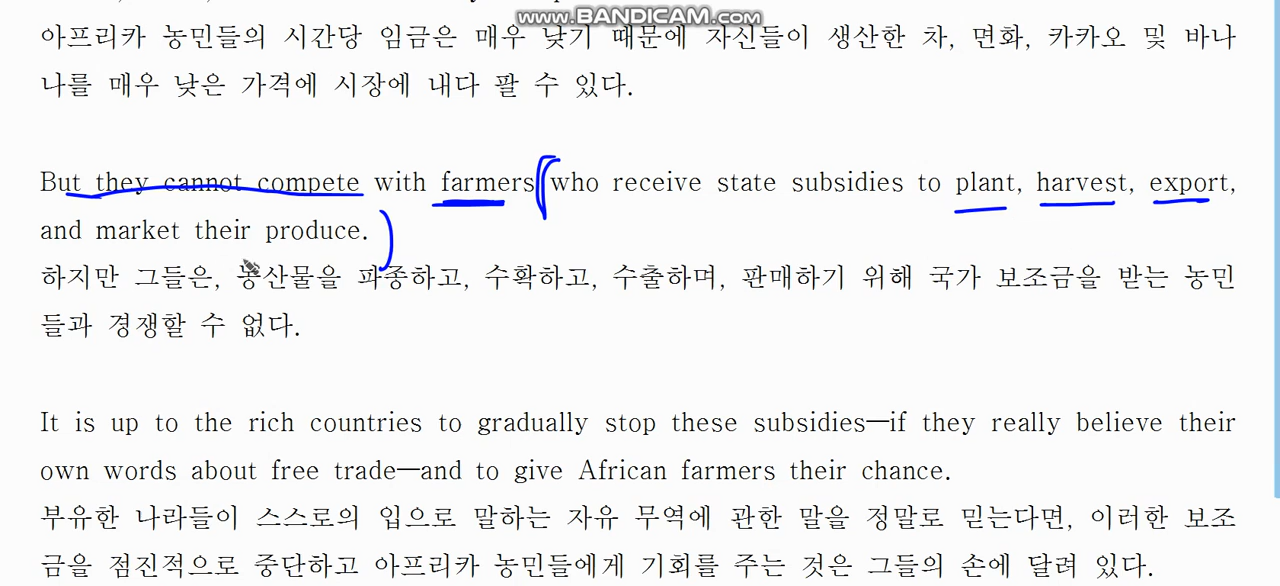 www.BANDICAM.com
아프리카 농민들의 시간당 임금은 매우 낮기 때문에 자신들이 생산한 차, 면화, 카카오 및 바나
나를 매우 낮은 가격에 시장에 내다 팔 수 있다.
But they cannot compete with farmers who receive state subsidies to plant, harvest, export,
and market their produce.
하지만 그들은, 농산물을 파종하고, 수확하고, 수출하며, 판매하기 위해 국가 보조금을 받는 농민
들과 경쟁할 수 없다.
It is up to the rich countries to gradually stop these subsidies—if they really believe their
own words about free trade—and to give African farmers their chance.
부유한 나라들이 스스로의 입으로 말하는 자유 무역에 관한 말을 정말로 믿는다면, 이러한 보조
금을 점진적으로 중단하고 아프리카 농민들에게 기회를 주는 것은 그들의 손에 달려 있다.